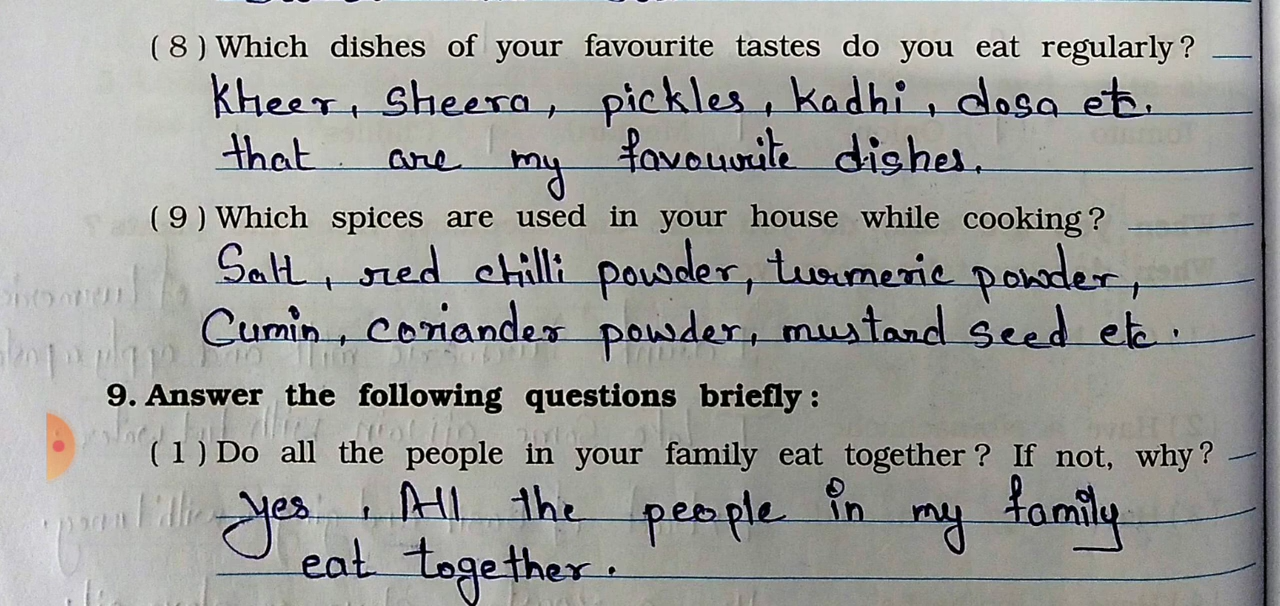 ( 8 ) Which dishes of your favourite tastes do you eat regularly ?
Kheer, Sheera, pickles, Kadhi, dosa etc.
that are my favourite dishes.
( 9 ) Which spices are used in your house while cooking ?
Salt, red chilli powder, turmeric powder,
Cumin, coriander powder, mustard seed etc.
9. Answer the following questions briefly :
( 1 ) Do all the people in your family eat together ? If not, why ?
yes, All the people in my family
eat together.